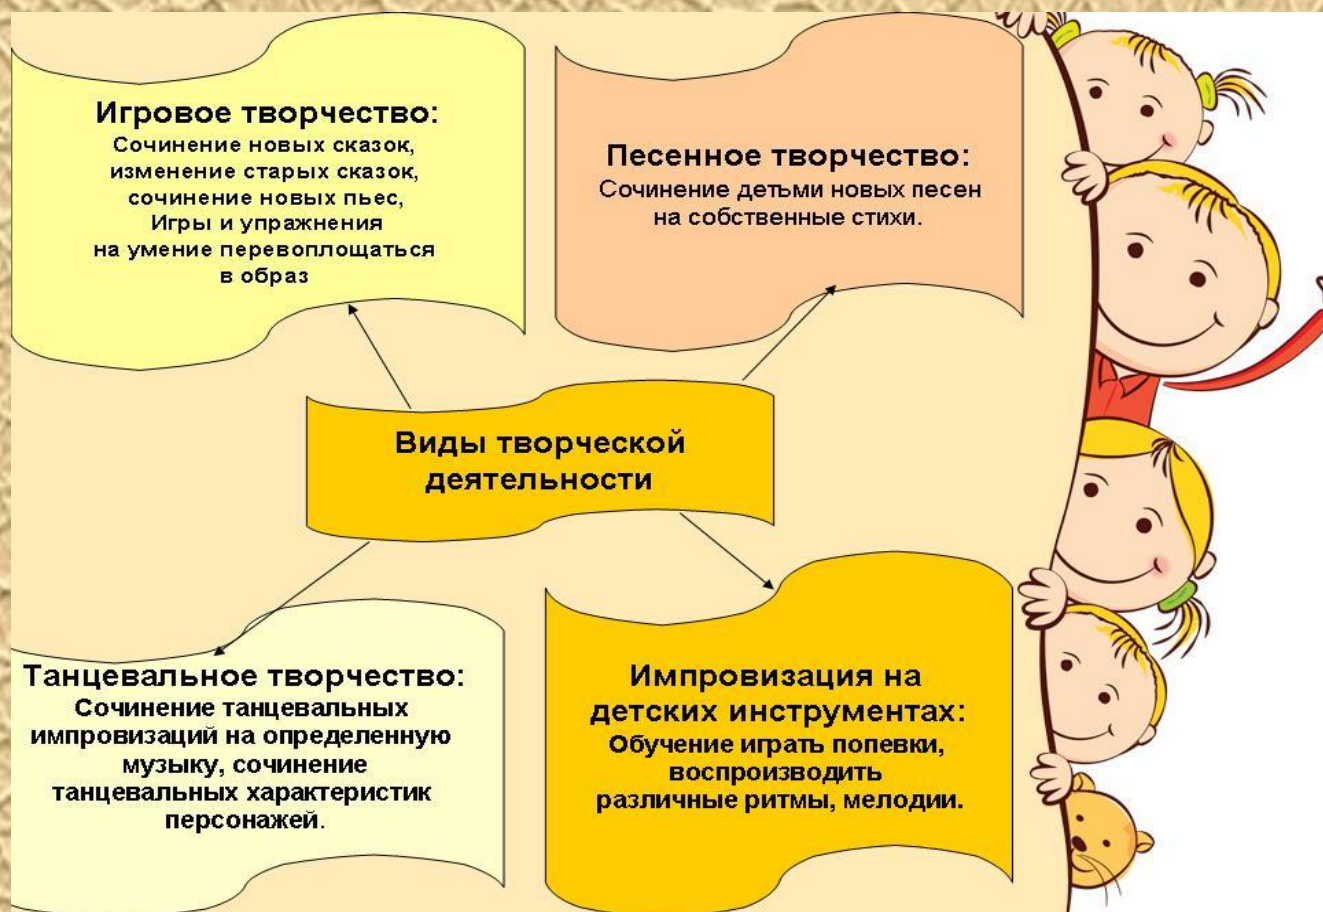 Игровое творчество:
Сочинение новых сказок,
изменение старых сказок,
сочинение новых пьес,
Игры и упражнения
на умение перевоплощаться
в образ
Песенное творчество:
Сочинение детьми новых песен
на собственные стихи.
Виды творческой
деятельности
Танцевальное творчество:
Сочинение танцевальных
импровизаций на определенную
музыку, сочинение
танцевальных характеристик
персонажей.
Импровизация на
детских инструментах:
Обучение играть попевки,
воспроизводить
различные ритмы, мелодии.